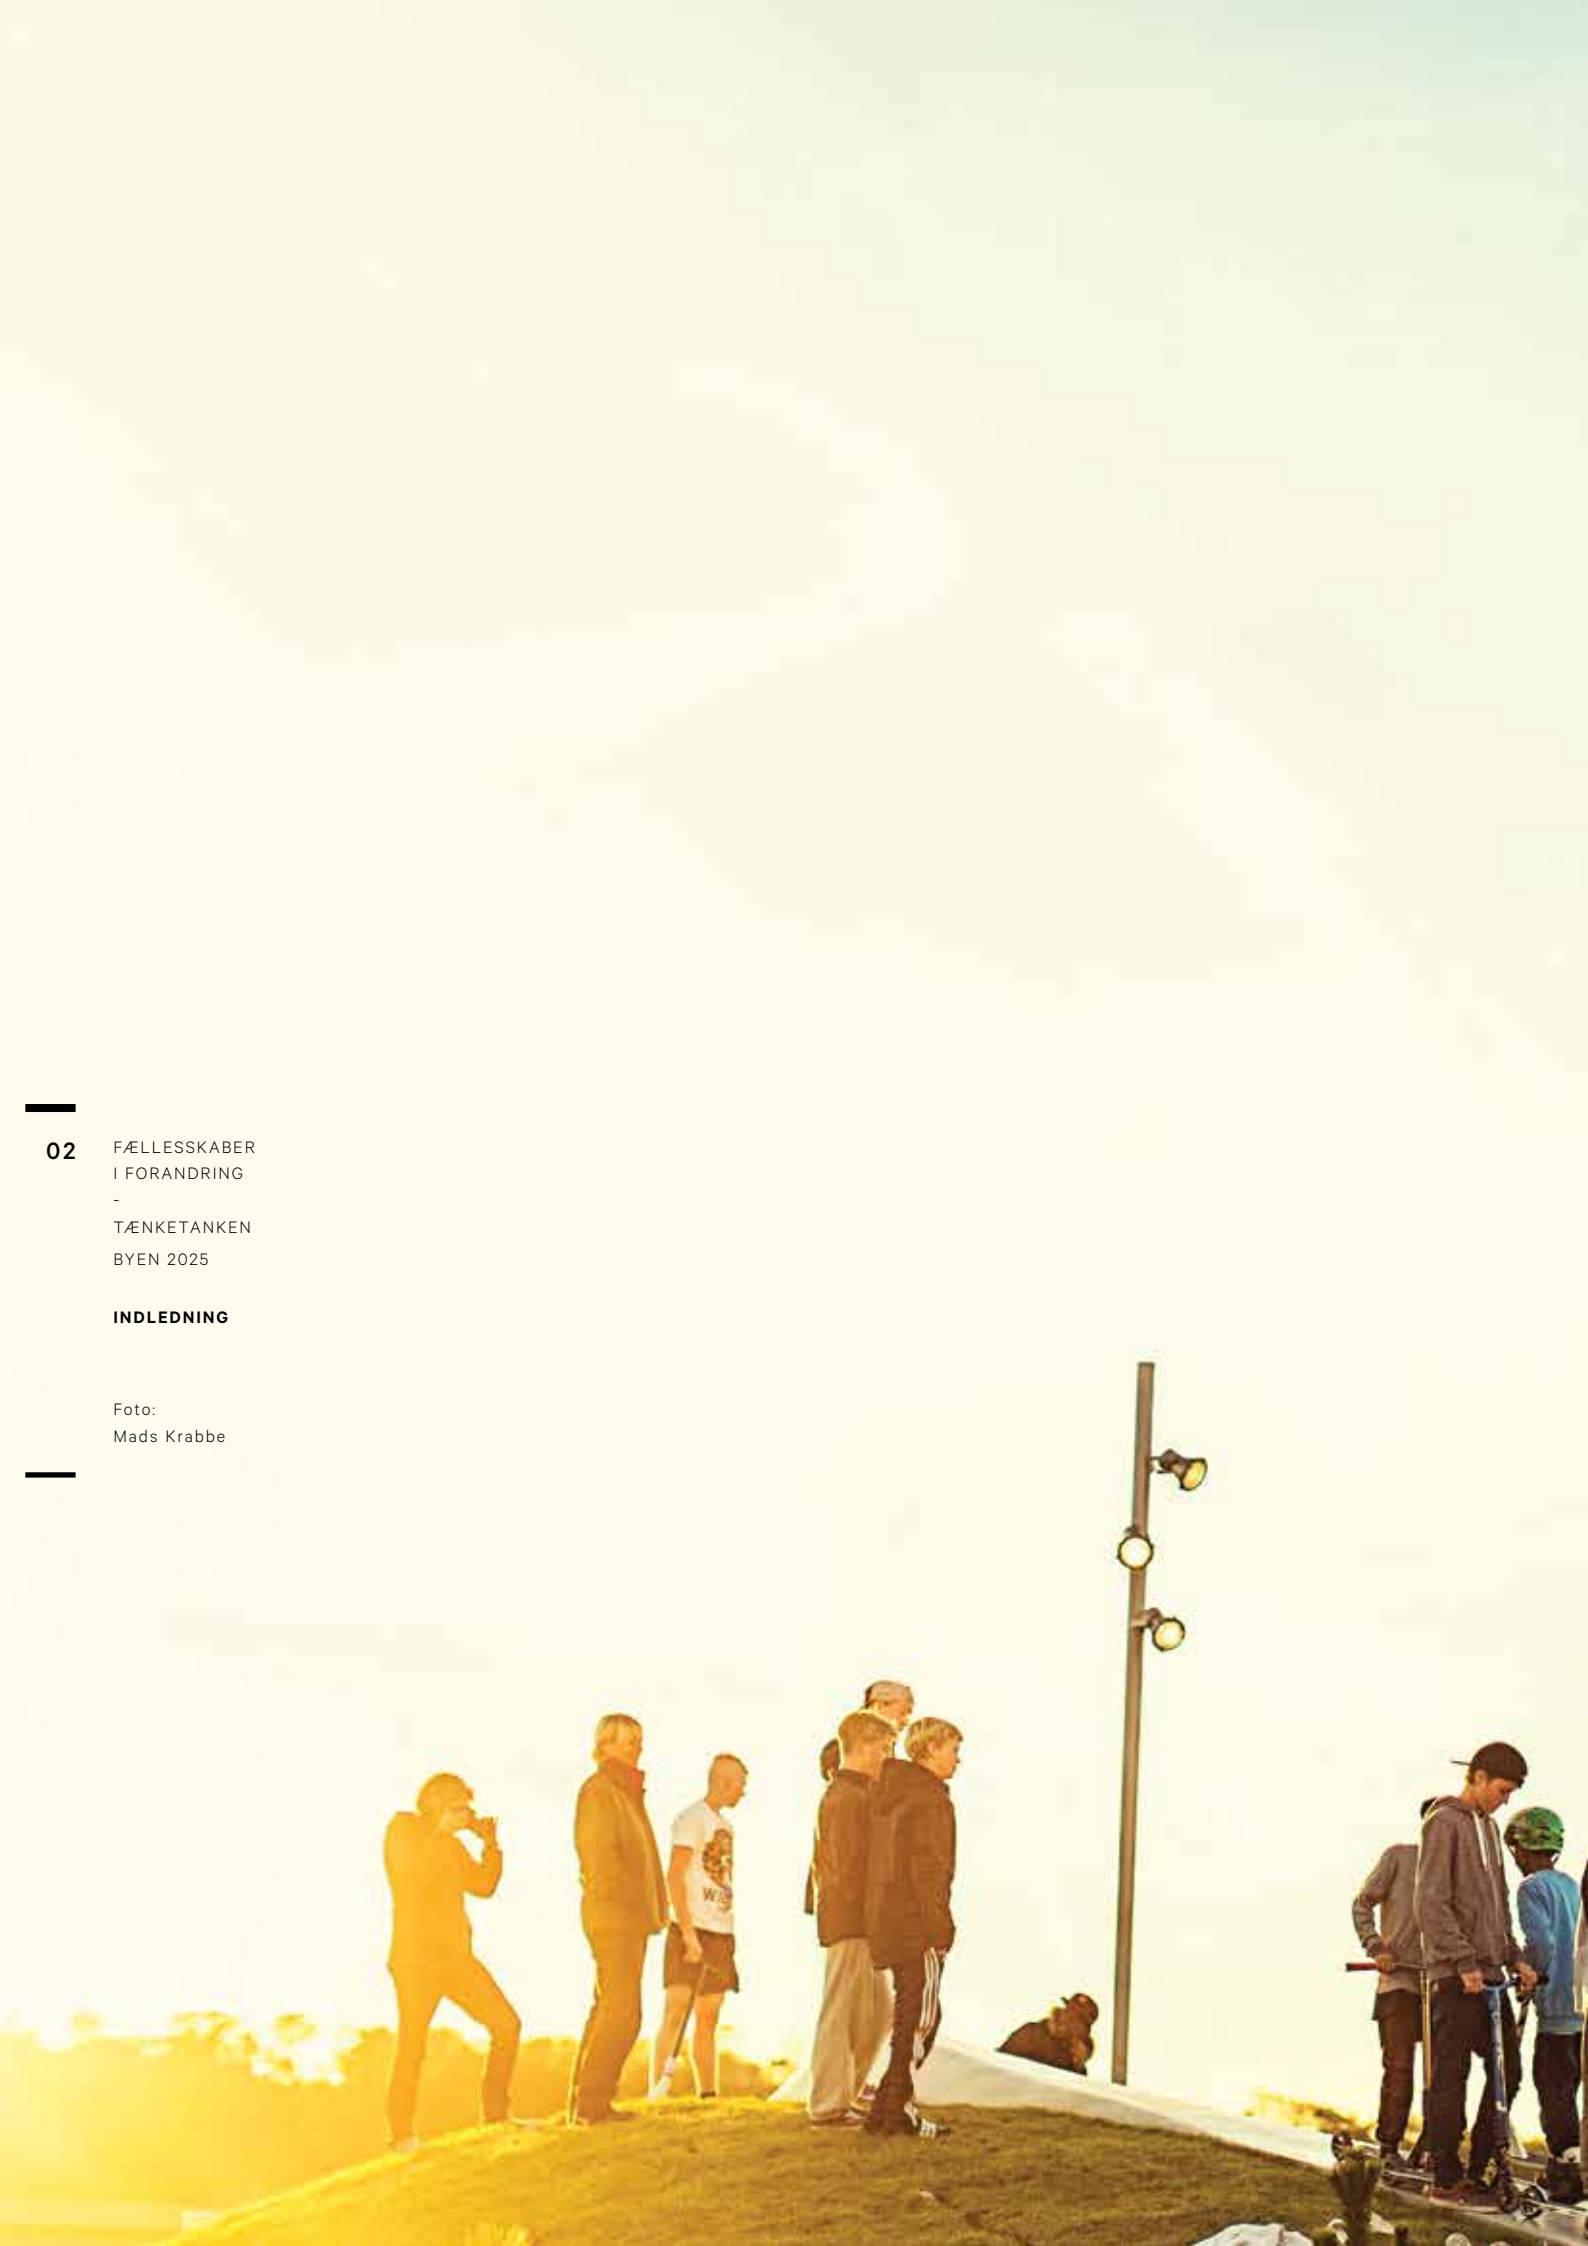 02
FÆLLESSKABER
I FORANDRING
-
TÆNKETANKEN
BYEN 2025
INDLEDNING
Foto:
Mads Krabbe